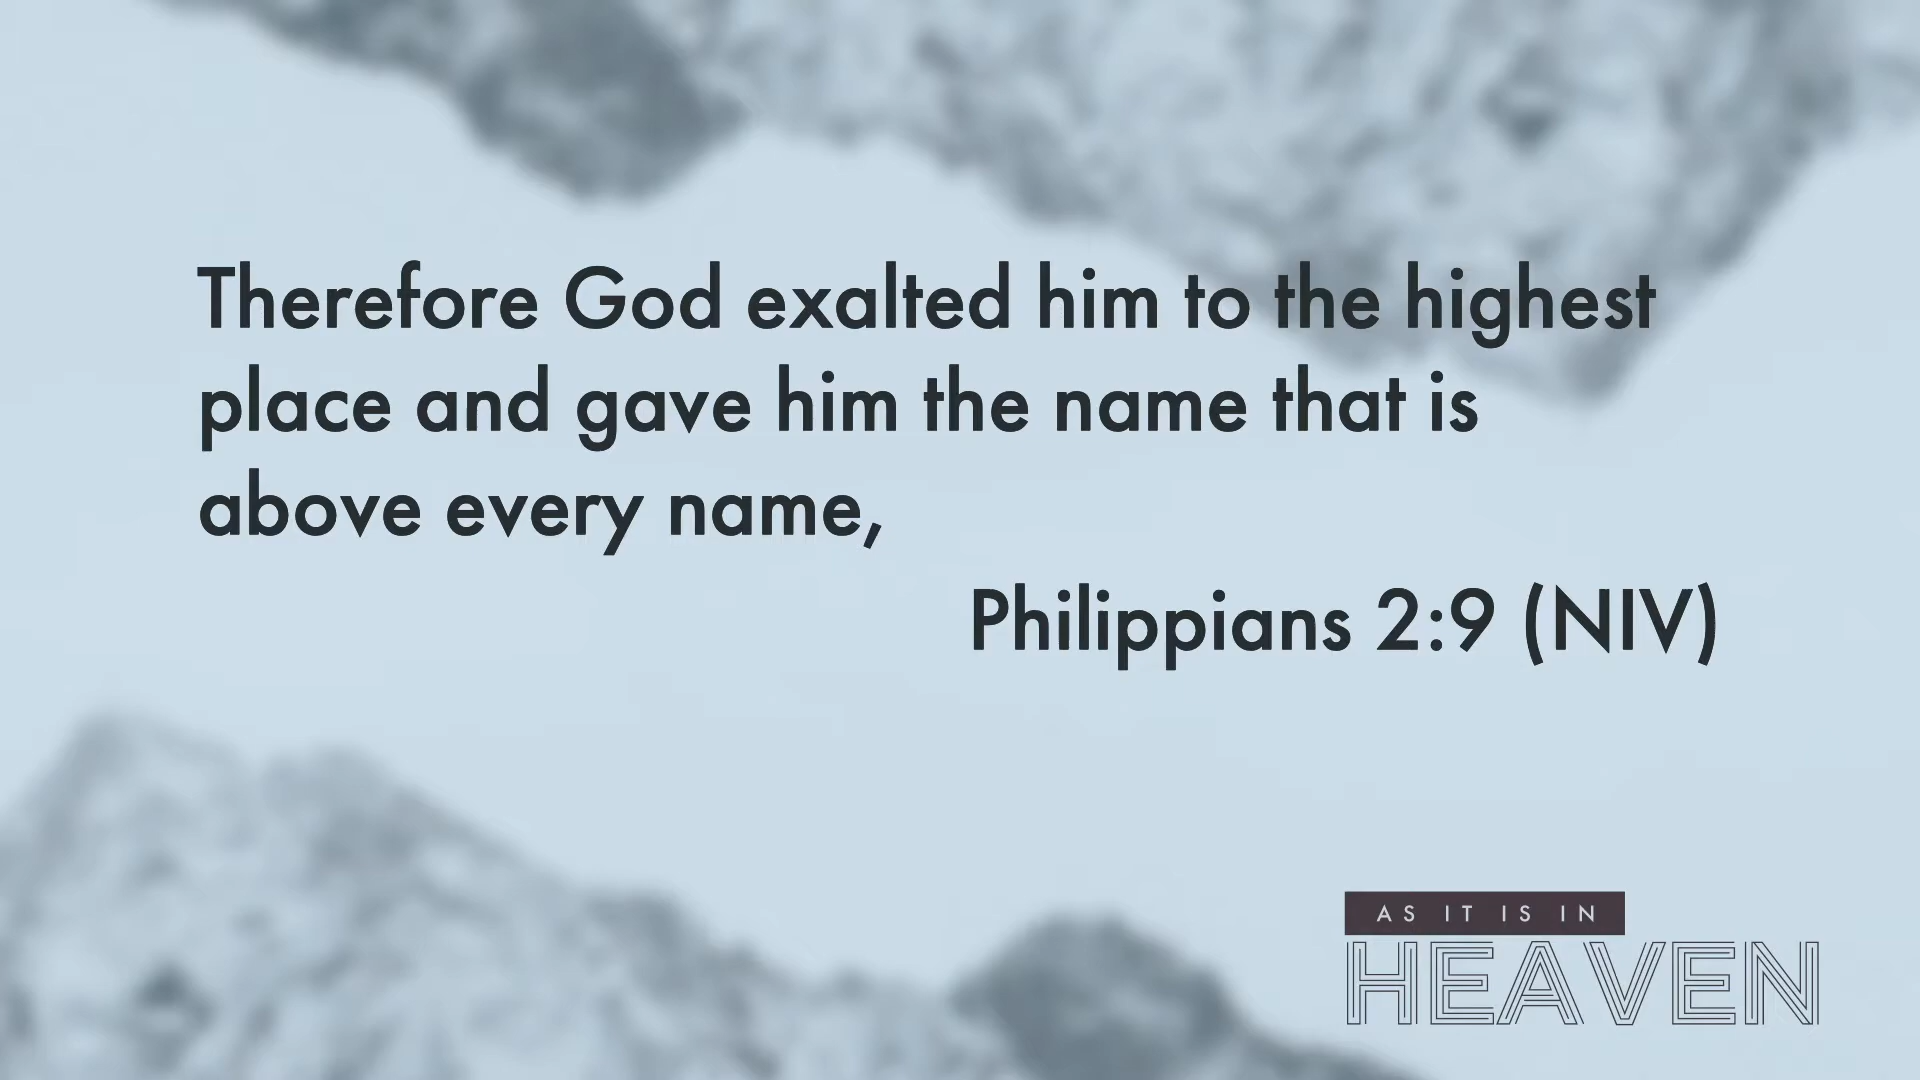 Therefore God exalted him to the highest
place and gave him the name that is
above every name,
Philippians 2:9 (NIV)
AS IT IS IN
HEAVEN